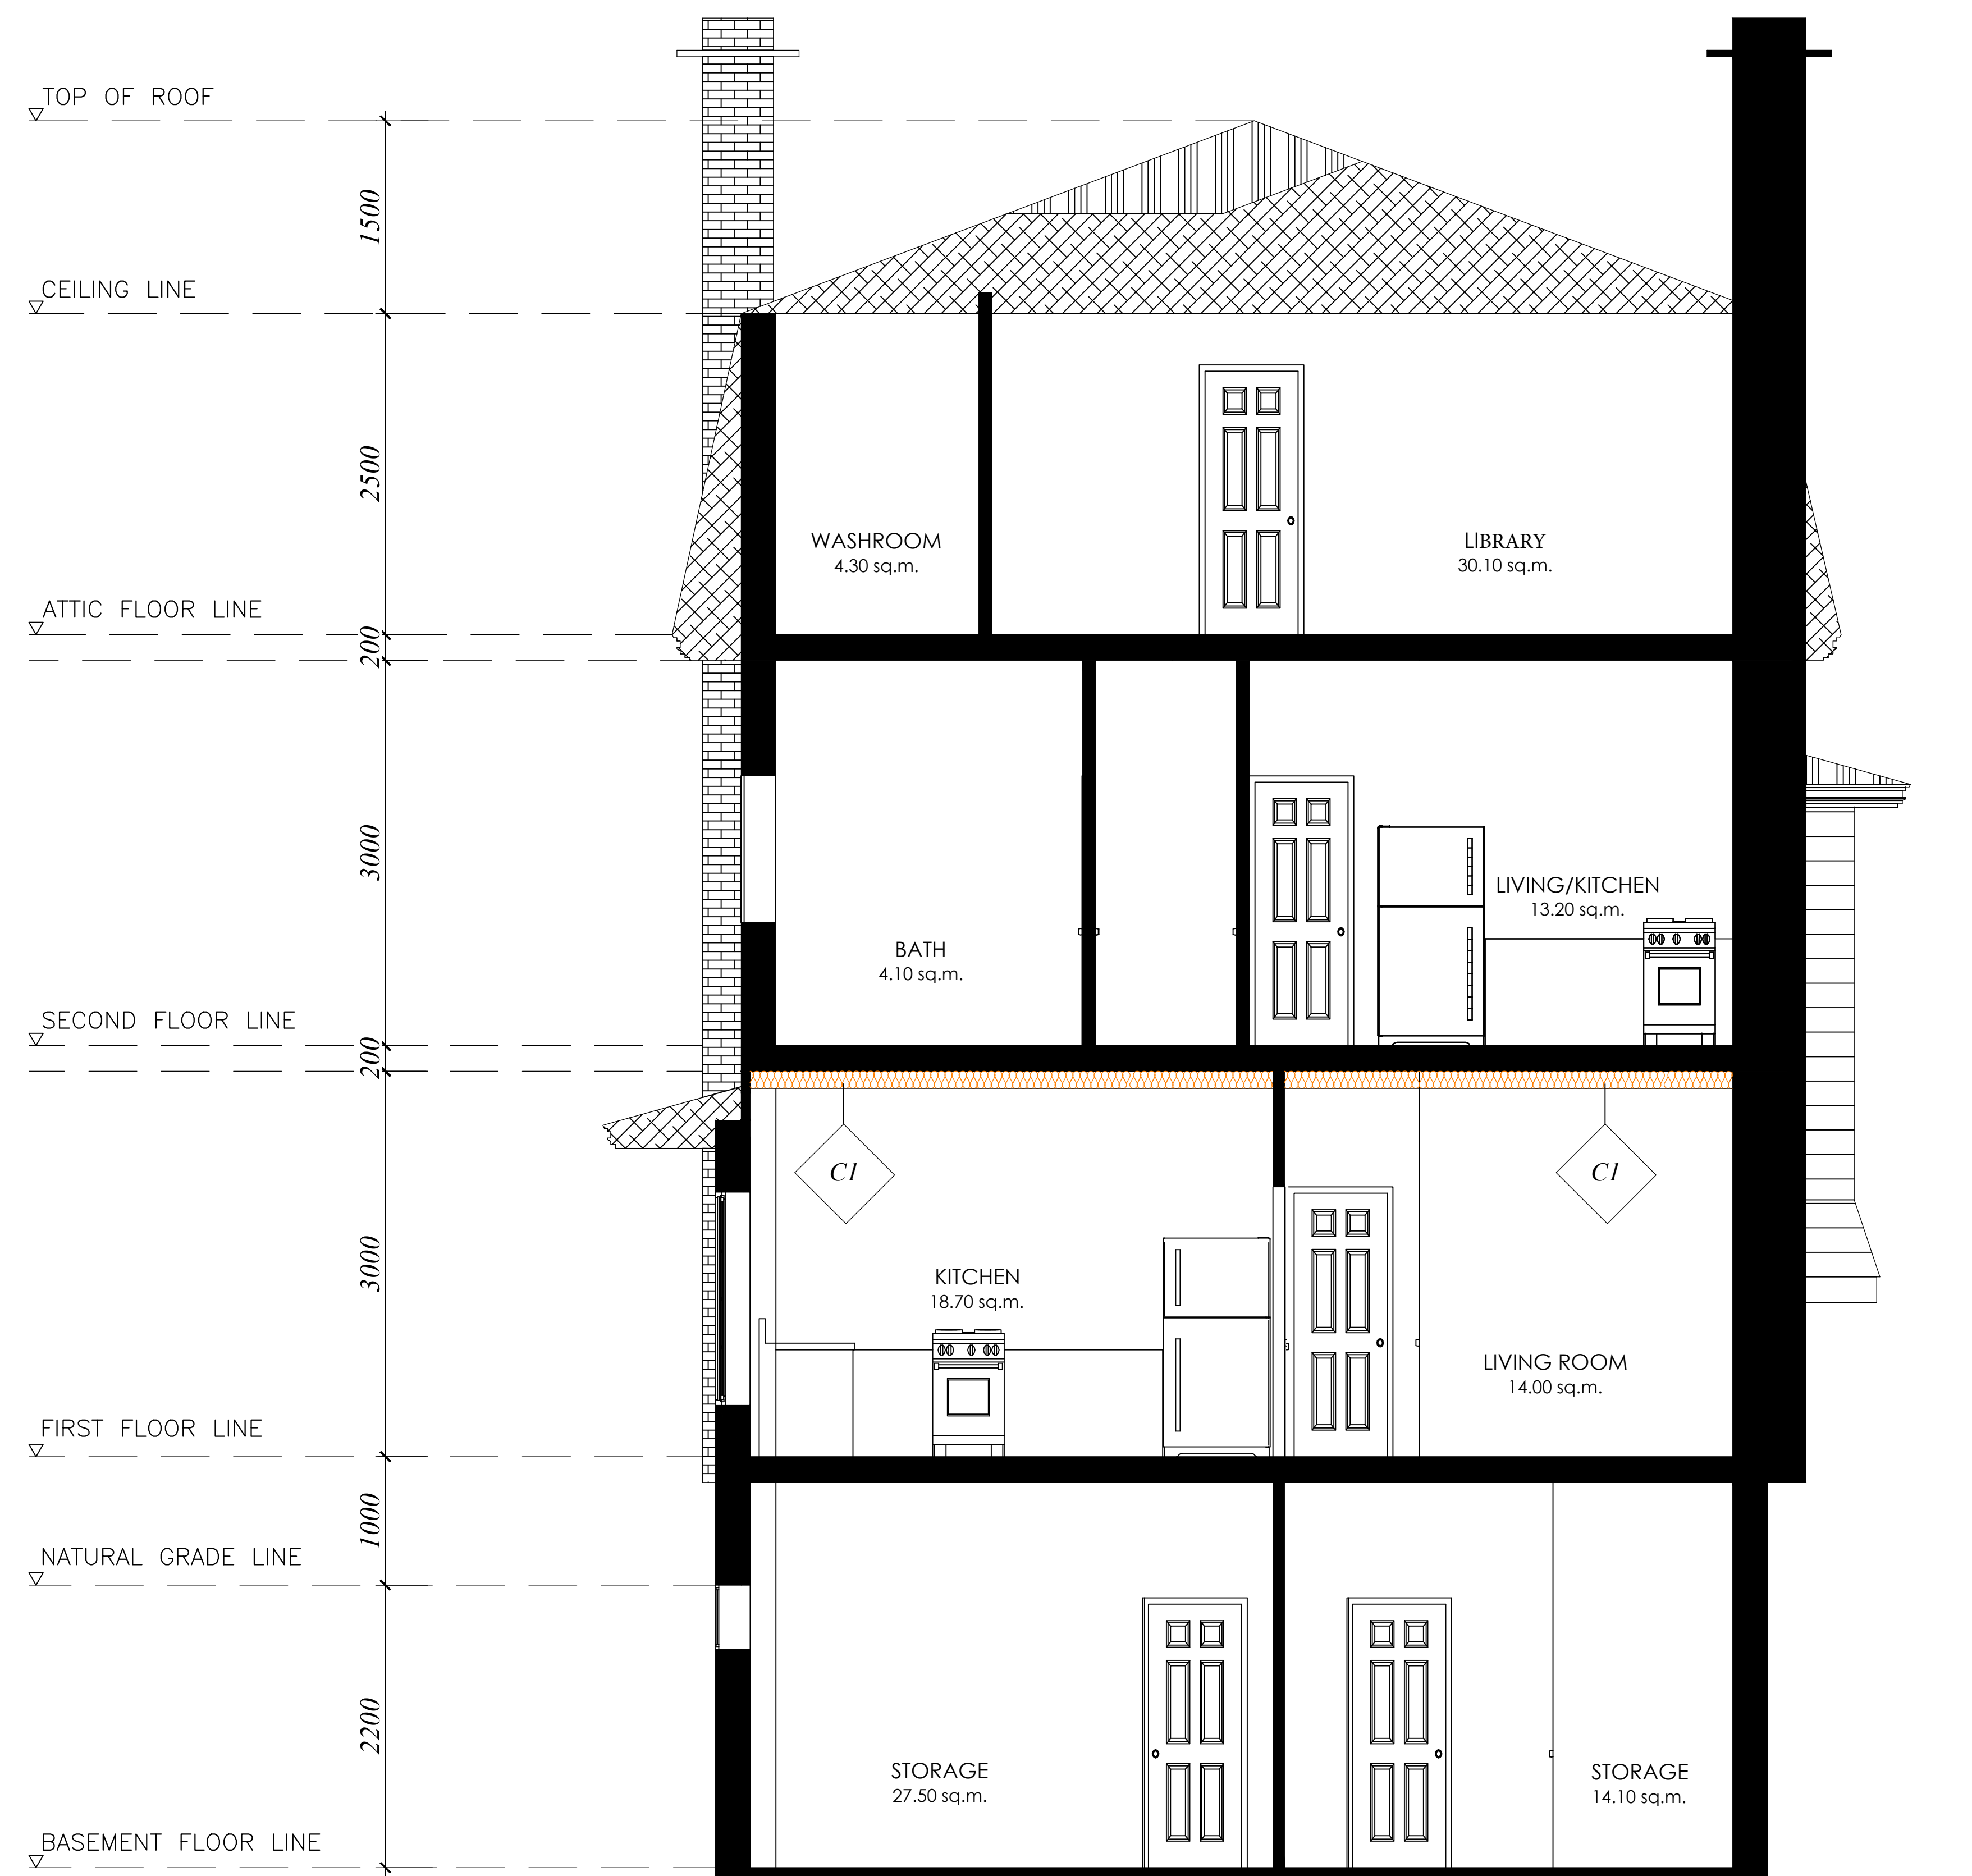 TOP OF ROOF
1500
CEILING LINE
2500
WASHROOM
4.30 sq.m.
LIBRARY
30.10 sq.m.
ATTIC FLOOR LINE
200
3000
LIVING/KITCHEN
13.20 sq.m.
BATH
4.10 sq.m.
SECOND FLOOR LINE
200
C1
C1
3000
KITCHEN
18.70 sq.m.
LIVING ROOM
14.00 sq.m.
FIRST FLOOR LINE
1000
NATURAL GRADE LINE
2200
STORAGE
27.50 sq.m.
STORAGE
14.10 sq.m.
BASEMENT FLOOR LINE